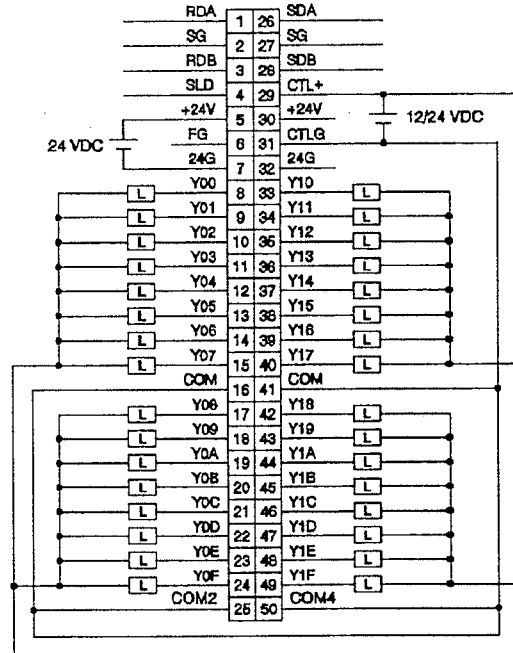 RDA 1 26 SDA
SG 2 27 SG
RDB 3 28 SDB
SLD 4 29 CTL+
+24V 5 30 +24V 12/24 VDC
24 VDC FG 6 31 CTLG
24G 7 32 24G
L Y00 8 33 Y10 L
L Y01 9 34 Y11 L
L Y02 10 35 Y12 L
L Y03 11 36 Y13 L
L Y04 12 37 Y14 L
L Y05 13 38 Y15 L
L Y06 14 39 Y16 L
L Y07 15 40 Y17 L
COM 16 41 COM
L Y08 17 42 Y18 L
L Y09 18 43 Y19 L
L Y0A 19 44 Y1A L
L Y0B 20 45 Y1B L
L Y0C 21 46 Y1C L
L Y0D 22 47 Y1D L
L Y0E 23 48 Y1E L
L Y0F 24 49 Y1F L
COM2 25 50 COM4